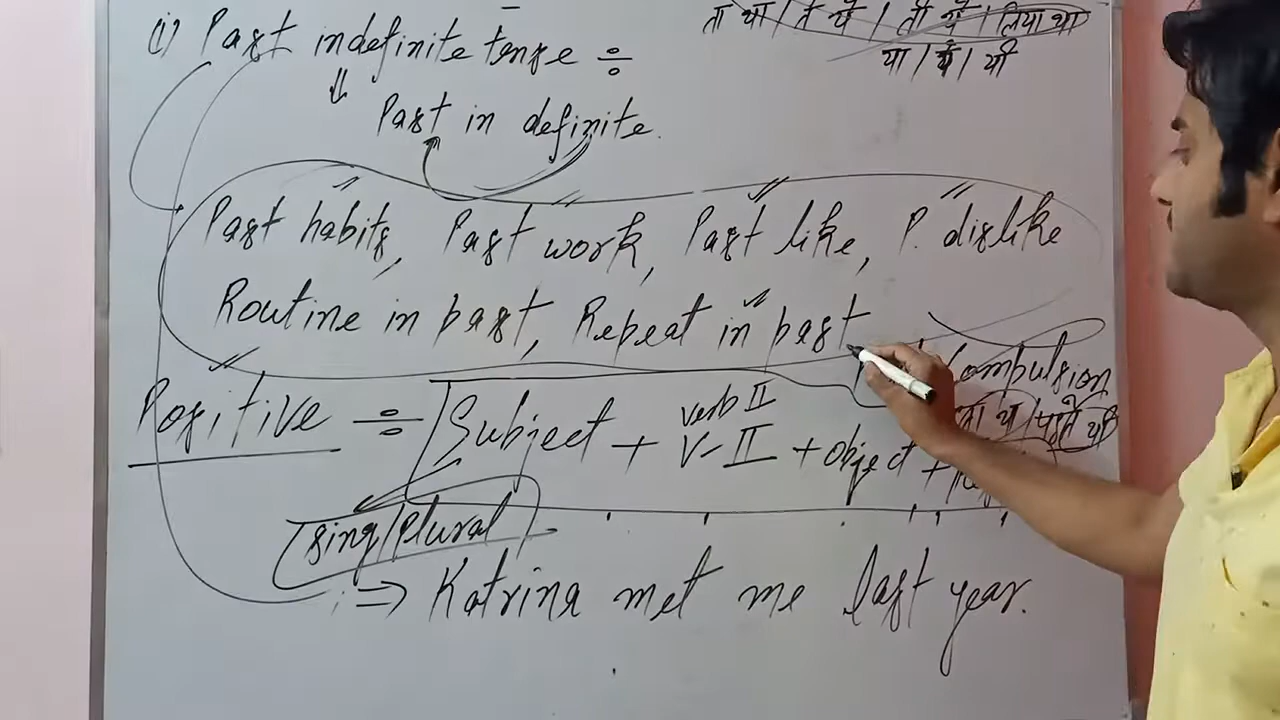 ता था / ते थे / ती थी / लिया था
था / थे / थी
(i) Past indefinite tense ÷
Past in definite.
Past habits, Past work, Past like, P. dislike
Routine in past, Repeat in past
Compulsion
Positive ÷ Subject + V-II + object +
verb II
(sing/Plural)
⇒ Katrina met me last year.